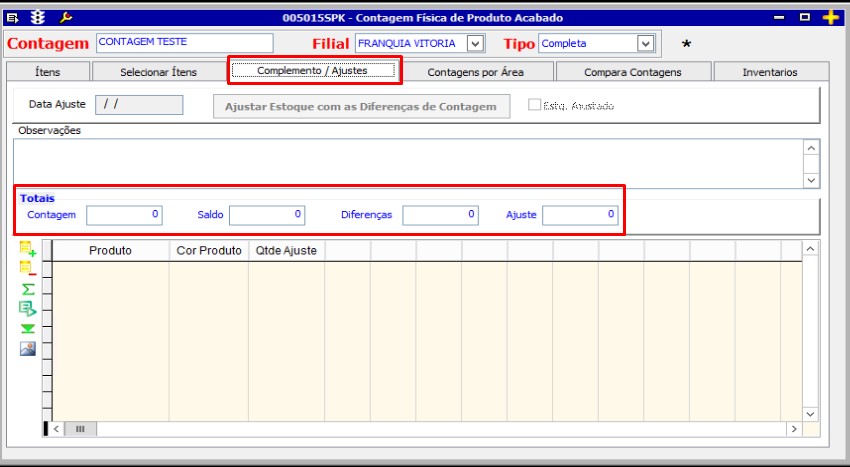 005015SPK - Contagem Física de Produto Acabado
Contagem CONTAGEM TESTE Filial FRANQUIA VITORIA Tipo Completa *
Ítens Selecionar Ítens Complemento / Ajustes Contagens por Área Compara Contagens Inventarios
Data Ajuste / / Ajustar Estoque com as Diferenças de Contagem Estq. Ajustado
Observações
Totais
Contagem 0 Saldo 0 Diferenças 0 Ajuste 0
Produto Cor Produto Qtde Ajuste